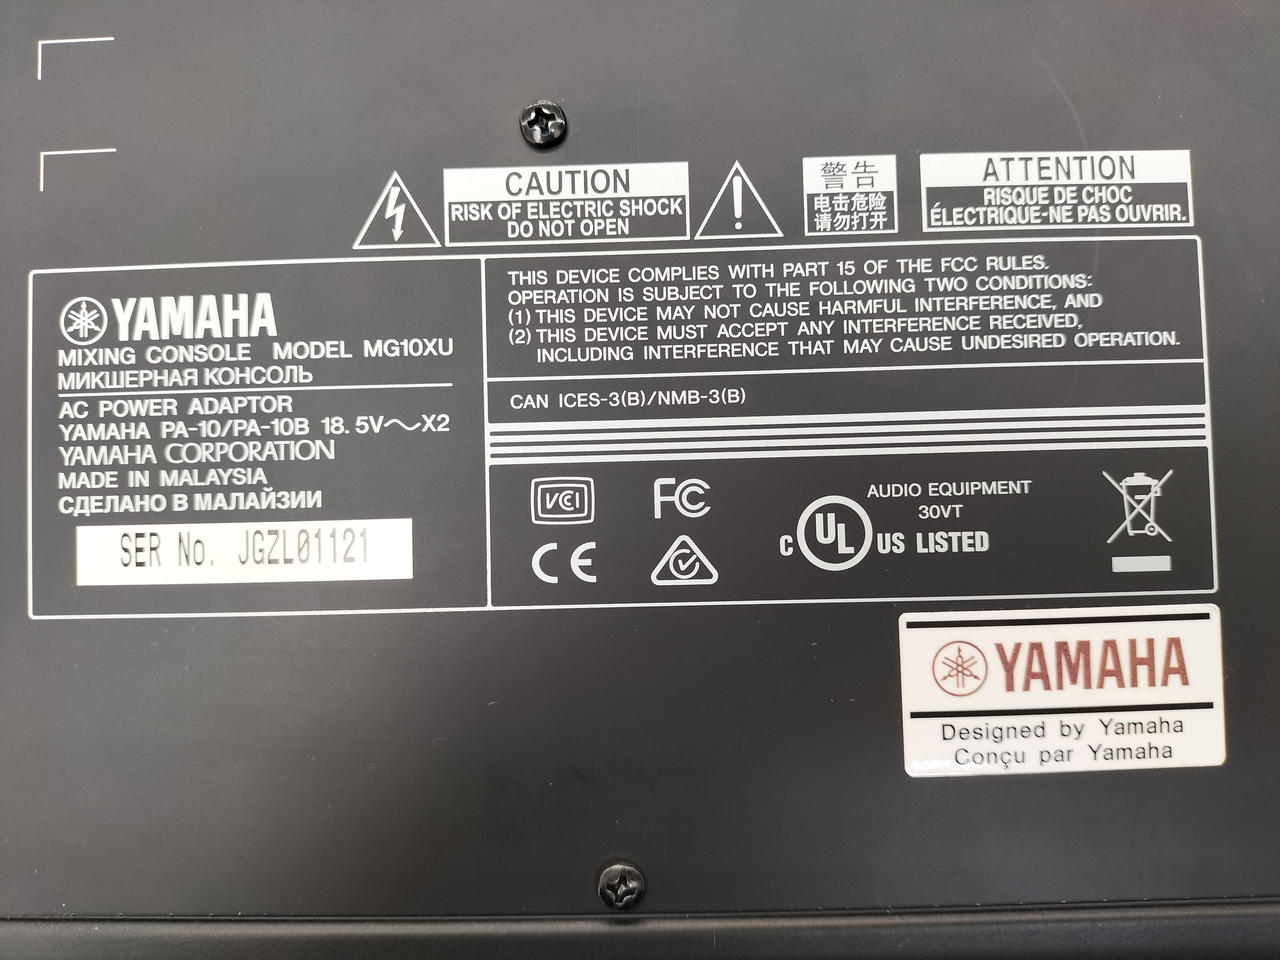 CAUTION
RISK OF ELECTRIC SHOCK
DO NOT OPEN
警告
电击危险
请勿打开
ATTENTION
RISQUE DE CHOC
ÉLECTRIQUE-NE PAS OUVRIR.
YAMAHA
MIXING CONSOLE MODEL MG10XU
МИКШЕРНАЯ КОНСОЛЬ
AC POWER ADAPTOR
YAMAHA PA-10/PA-10B 18.5V～X2
YAMAHA CORPORATION
MADE IN MALAYSIA
СДЕЛАНО В МАЛАЙЗИИ
SER No. JGZL01121
THIS DEVICE COMPLIES WITH PART 15 OF THE FCC RULES.
OPERATION IS SUBJECT TO THE FOLLOWING TWO CONDITIONS:
(1) THIS DEVICE MAY NOT CAUSE HARMFUL INTERFERENCE, AND
(2) THIS DEVICE MUST ACCEPT ANY INTERFERENCE RECEIVED,
INCLUDING INTERFERENCE THAT MAY CAUSE UNDESIRED OPERATION.
CAN ICES-3(B)/NMB-3(B)
VCI
FC
CE
C UL US LISTED
AUDIO EQUIPMENT
30VT
YAMAHA
Designed by Yamaha
Conçu par Yamaha